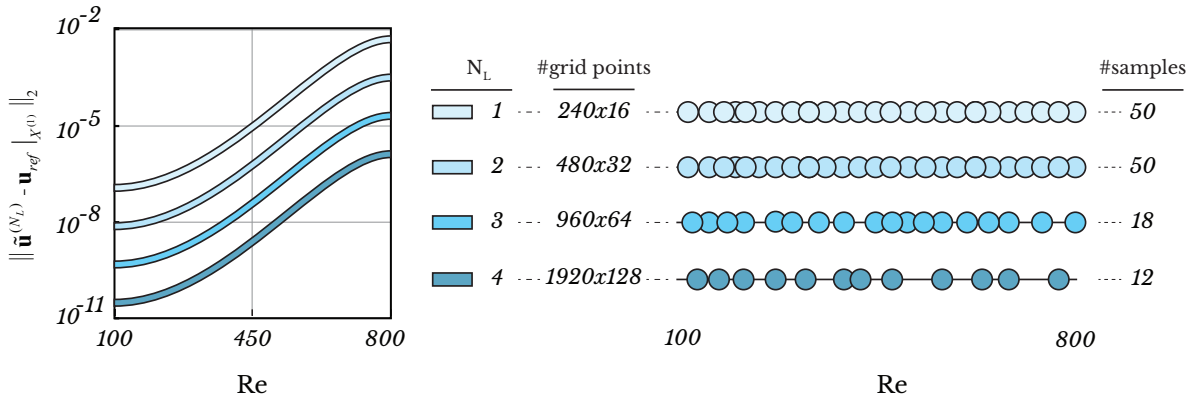 10^-2
10^-5
10^-8
10^-11
|| ũ^(N_L) - u_ref |_X^(1) ||_2
100 450 800
Re
N_L #grid points #samples
1 240x16 50
2 480x32 50
3 960x64 18
4 1920x128 12
100 800
Re